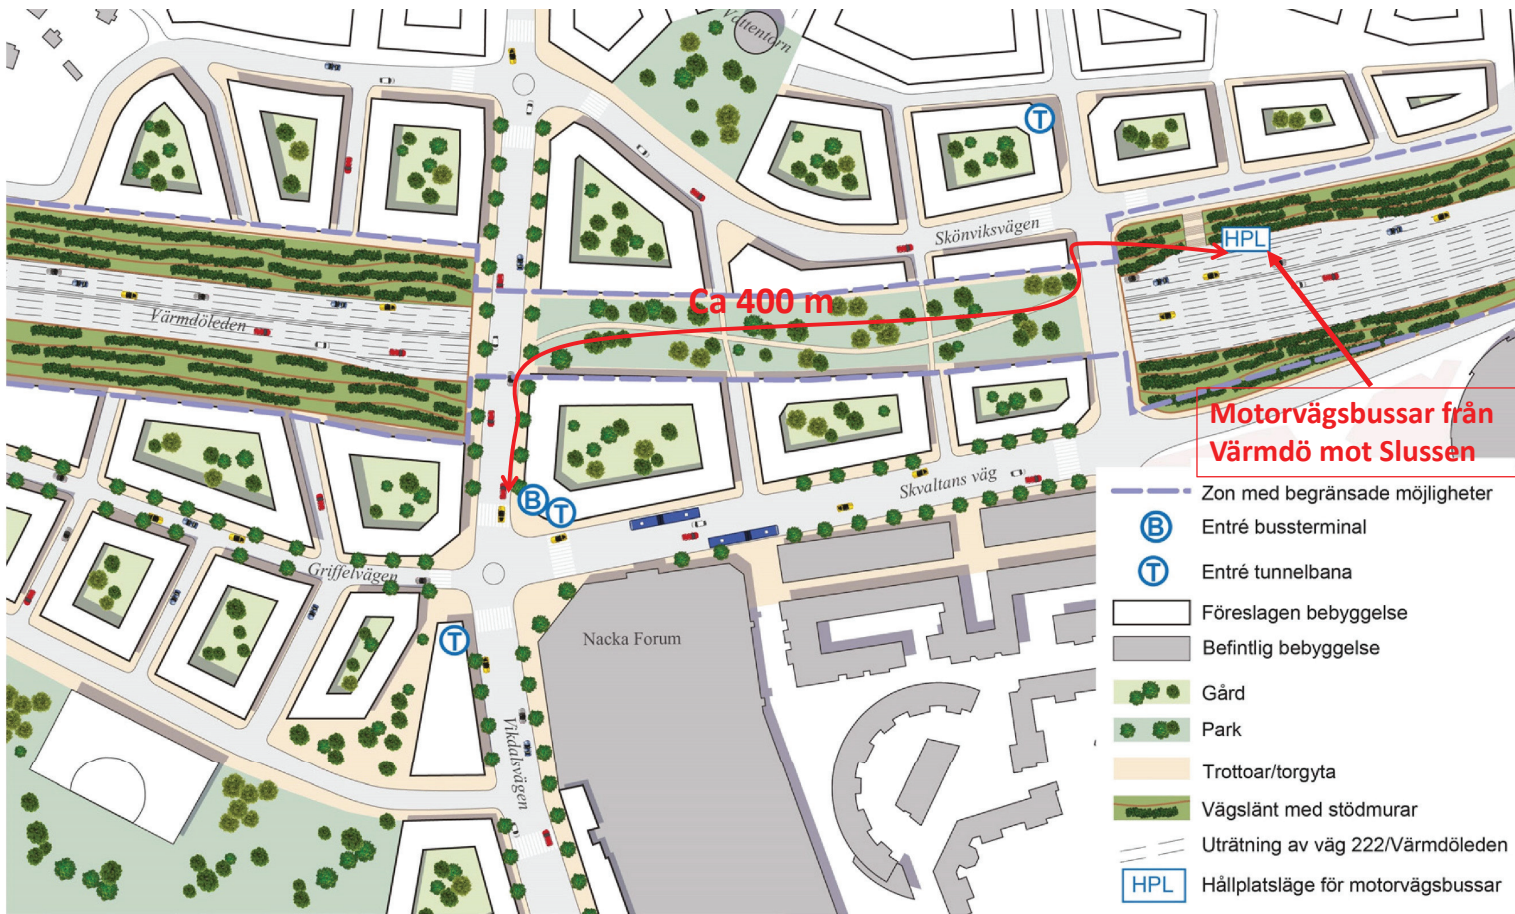 Vattentorn
T
Skönviksvägen
HPL
Ca 400 m
Värmdöleden
Motorvägsbussar från
Värmdö mot Slussen
Skvaltans väg
B
T
Griffelvägen
T
Nacka Forum
Vikdalsvägen
Zon med begränsade möjligheter
B Entré bussterminal
T Entré tunnelbana
Föreslagen bebyggelse
Befintlig bebyggelse
Gård
Park
Trottoar/torgyta
Vägslänt med stödmurar
Uträtning av väg 222/Värmdöleden
HPL Hållplatsläge för motorvägsbussar